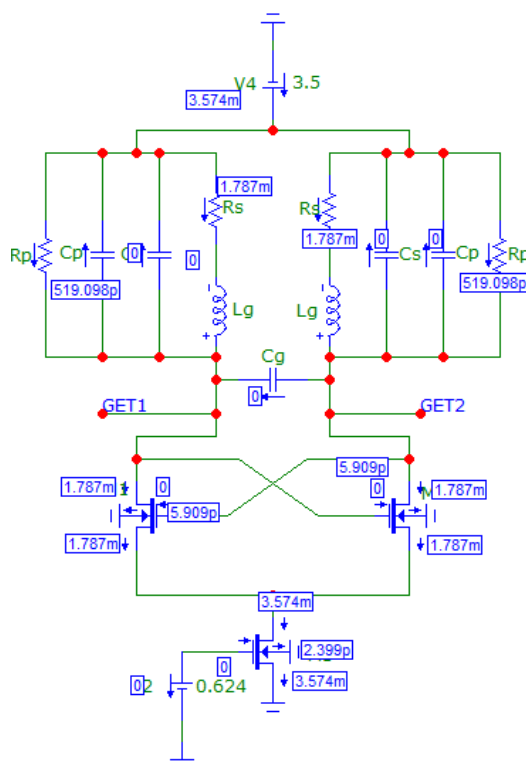 V4 3.5
3.574m
1.787m
Rs Rs
1.787m
Rp Cp 0 0 0 0 Cs Cp Rp
519.098p 519.098p
Lg Lg
Cg
0
GET1 GET2
5.909p
1.787m 0 0 1.787m
5.909p
1.787m 1.787m
3.574m
2.399p
0
0 2 0.624 3.574m